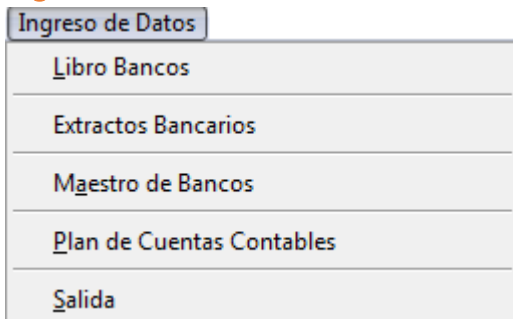 Ingreso de Datos
Libro Bancos
Extractos Bancarios
Maestro de Bancos
Plan de Cuentas Contables
Salida